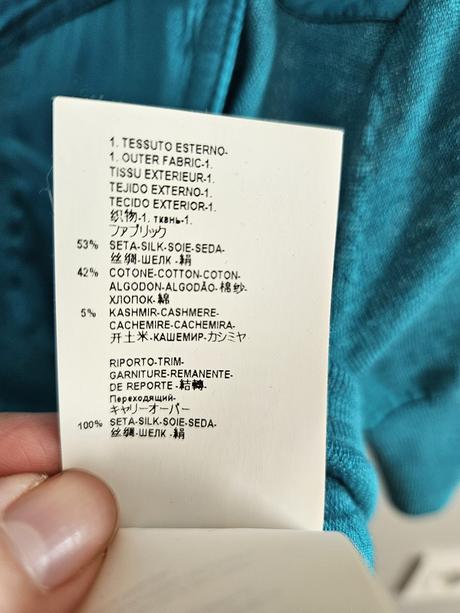 1. TESSUTO ESTERNO-
1. OUTER FABRIC-1.
TISSU EXTERIEUR-1.
TEJIDO EXTERNO-1.
TECIDO EXTERIOR-1.
织物-1. ткань-1.
ファブリック
53% SETA-SILK-SOIE-SEDA-
丝绸-ШЕЛК-絹
42% COTONE-COTTON-COTON-
ALGODON-ALGODÃO-棉纱-
ХЛОПОК-綿
5% KASHMIR-CASHMERE-
CACHEMIRE-CACHEMIRA-
开土米-КАШЕМИР-カシミヤ
RIPORTO-TRIM-
GARNITURE-REMANENTE-
DE REPORTE-結轉-
Переходящий-
キャリーオーバー
100% SETA-SILK-SOIE-SEDA-
丝绸-ШЕЛК-絹